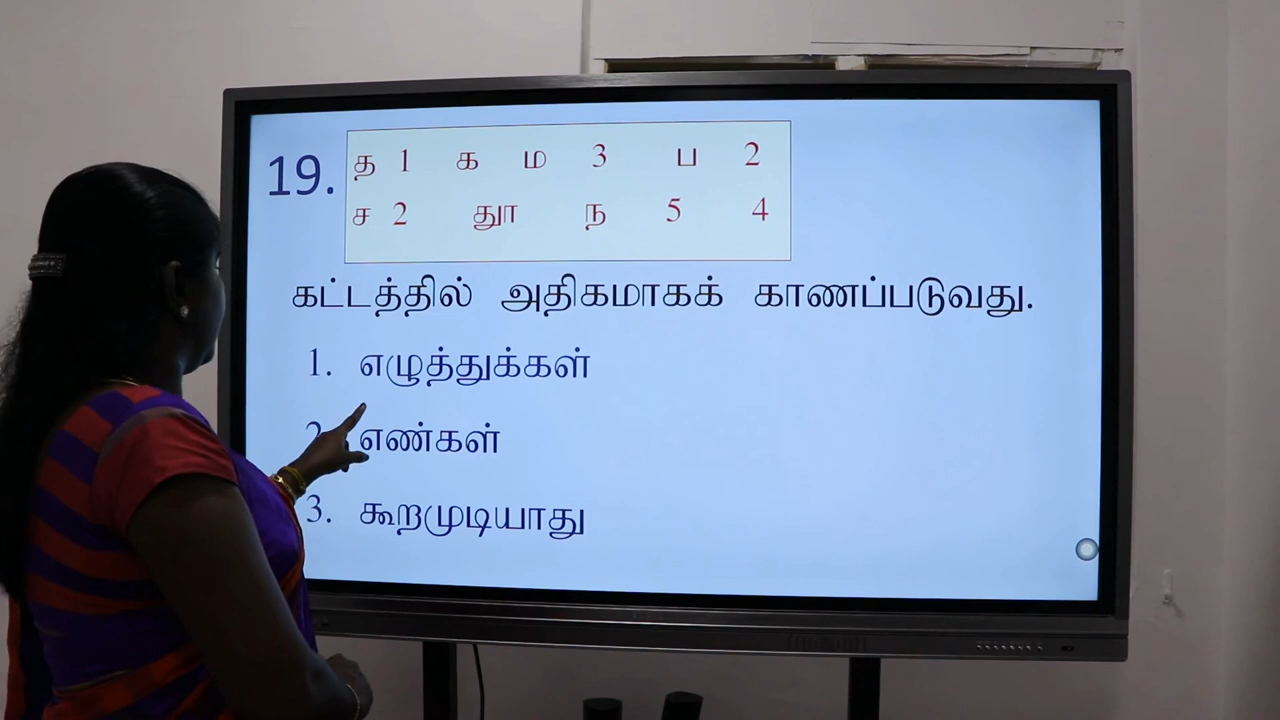 19.
த 1 க ம 3 ப 2
ச 2 தூ ந 5 4
கட்டத்தில் அதிகமாகக் காணப்படுவது.
1. எழுத்துக்கள்
2. எண்கள்
3. கூறமுடியாது